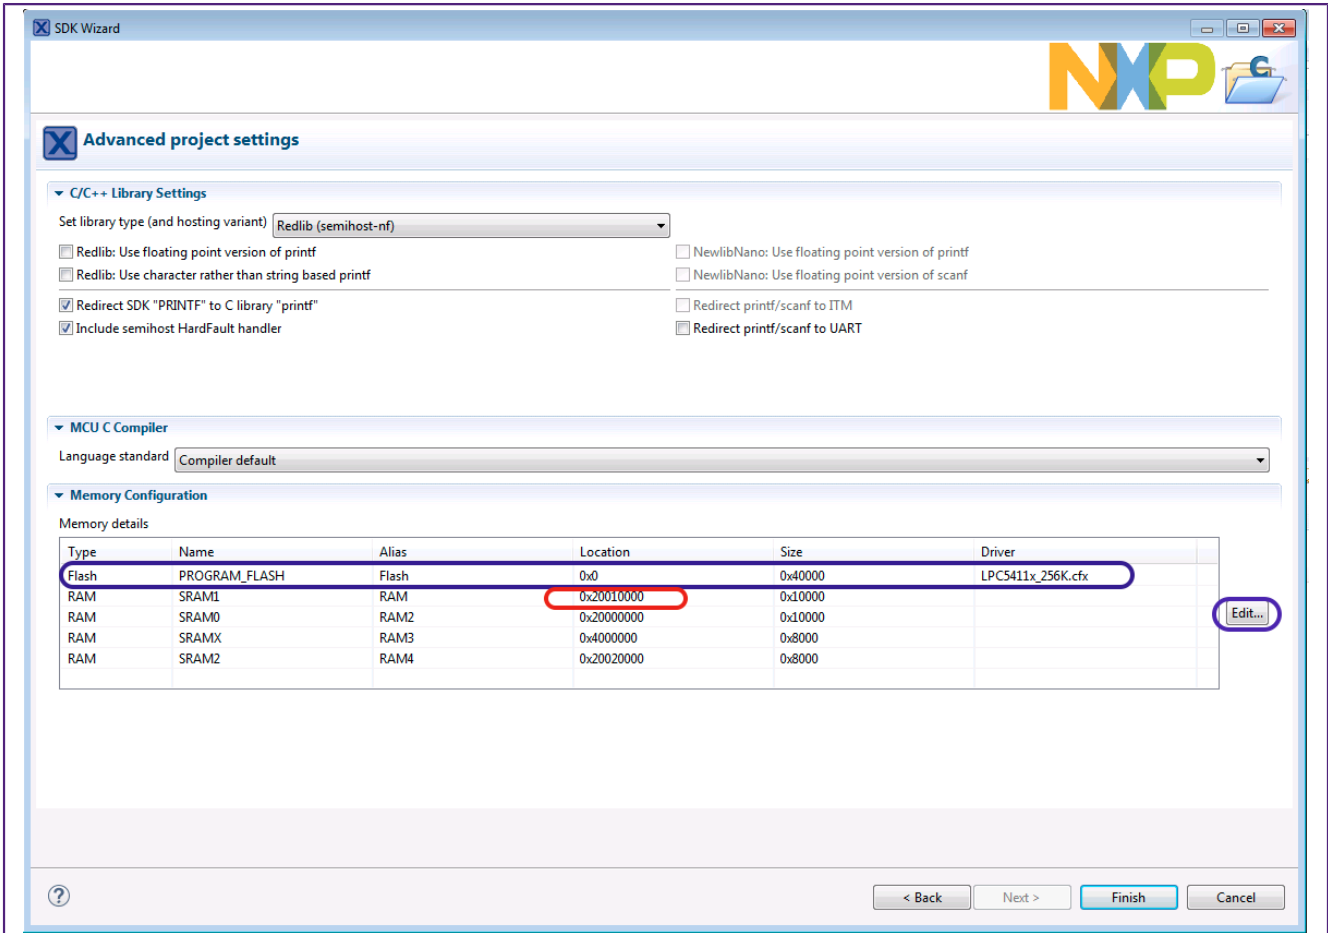 SDK Wizard
NXP
Advanced project settings
C/C++ Library Settings
Set library type (and hosting variant) Redlib (semihost-nf)
Redlib: Use floating point version of printf NewlibNano: Use floating point version of printf
Redlib: Use character rather than string based printf NewlibNano: Use floating point version of scanf
Redirect SDK "PRINTF" to C library "printf" Redirect printf/scanf to ITM
Include semihost HardFault handler Redirect printf/scanf to UART
MCU C Compiler
Language standard Compiler default
Memory Configuration
Memory details
Type Name Alias Location Size Driver
Flash PROGRAM_FLASH Flash 0x0 0x40000 LPC5411x_256K.cfx
RAM SRAM1 RAM 0x20010000 0x10000
RAM SRAM0 RAM2 0x20000000 0x10000
Edit...
RAM SRAMX RAM3 0x4000000 0x8000
RAM SRAM2 RAM4 0x20020000 0x8000
< Back Next > Finish Cancel